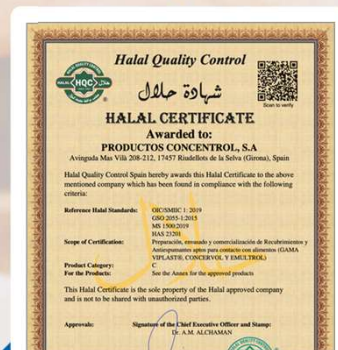 Halal Quality Control
HQC
Scan to verify
شهادة حلال
HALAL CERTIFICATE
Awarded to:
PRODUCTOS CONCENTROL, S.A
Avinguda Mas Vilà 208-212, 17457 Riudellots de la Selva (Girona), Spain
Halal Quality Control Spain hereby awards this Halal Certificate to the above
mentioned company which has been found in compliance with the following
criteria:
Reference Halal Standards: OIC/SMIIC 1: 2019
GSO 2055-1:2015
MS 1500:2019
HAS 23201
Scope of Certification: Preparación, envasado y comercialización de Recubrimientos y
Antiespumantes aptos para contacto con alimentos (GAMA
VIPLAST®, CONCERVOL Y EMULTROL)
Product Category: C
For the Products: See the Annex for the approved products
This Halal Certificate is the sole property of the Halal approved company
and is not to be shared with unauthorized parties.
Approvals: Signature of the Chief Executive Officer and Stamp:
Dr. A.M. ALCHAMAN